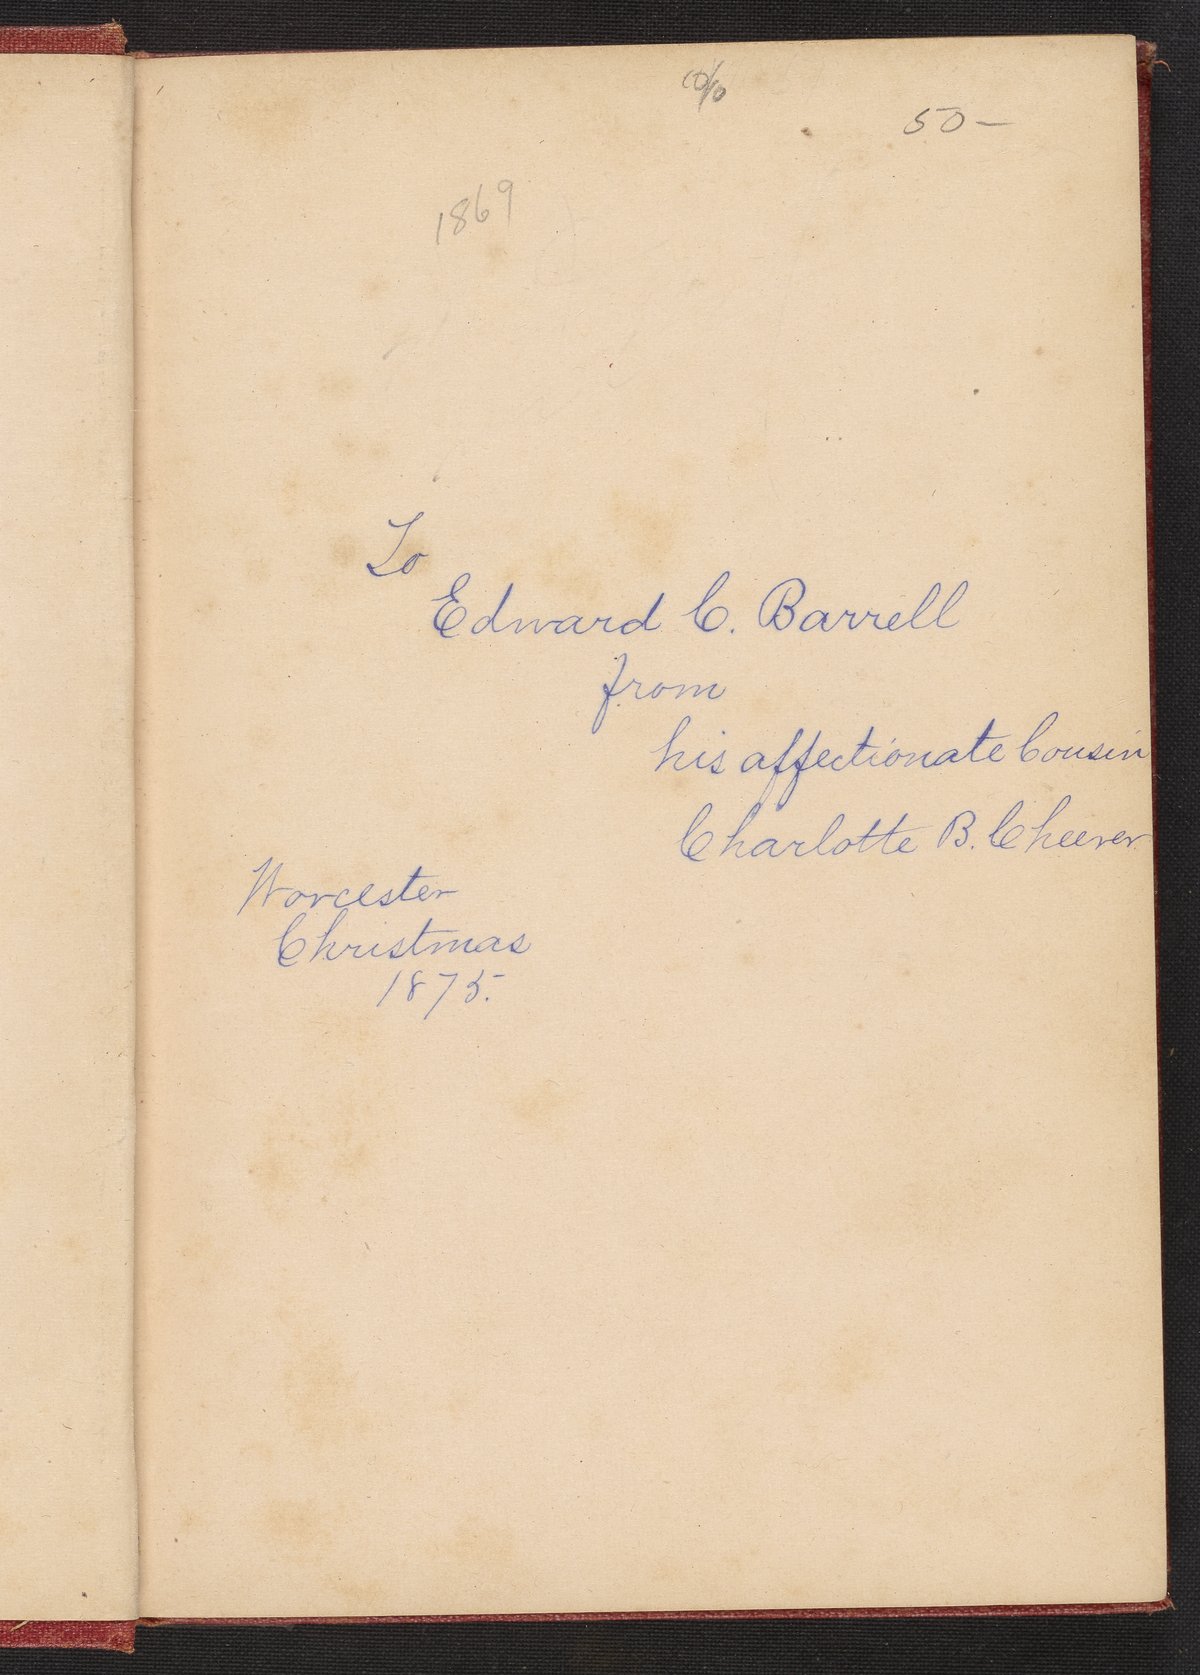 50-
1869
To
Edward C. Barrell
from
his affectionate Cousin
Charlotte B. Cheever
Worcester
Christmas
1875.